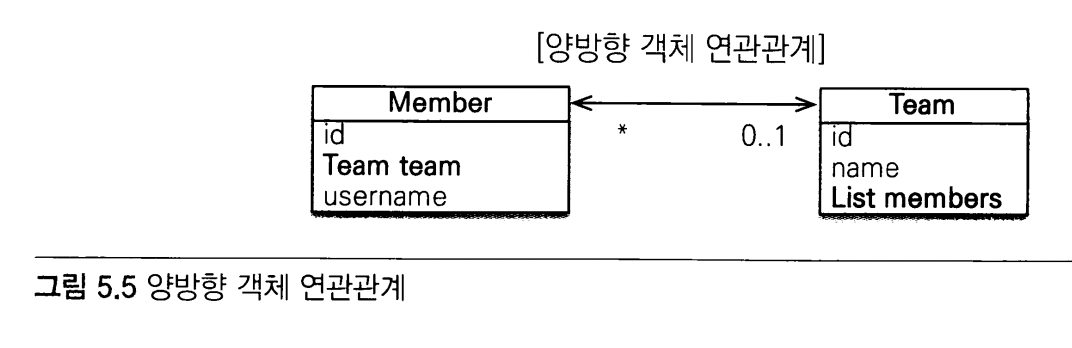 [양방향 객체 연관관계]
Member
id
Team team
username
* 0..1
Team
id
name
List members
그림 5.5 양방향 객체 연관관계